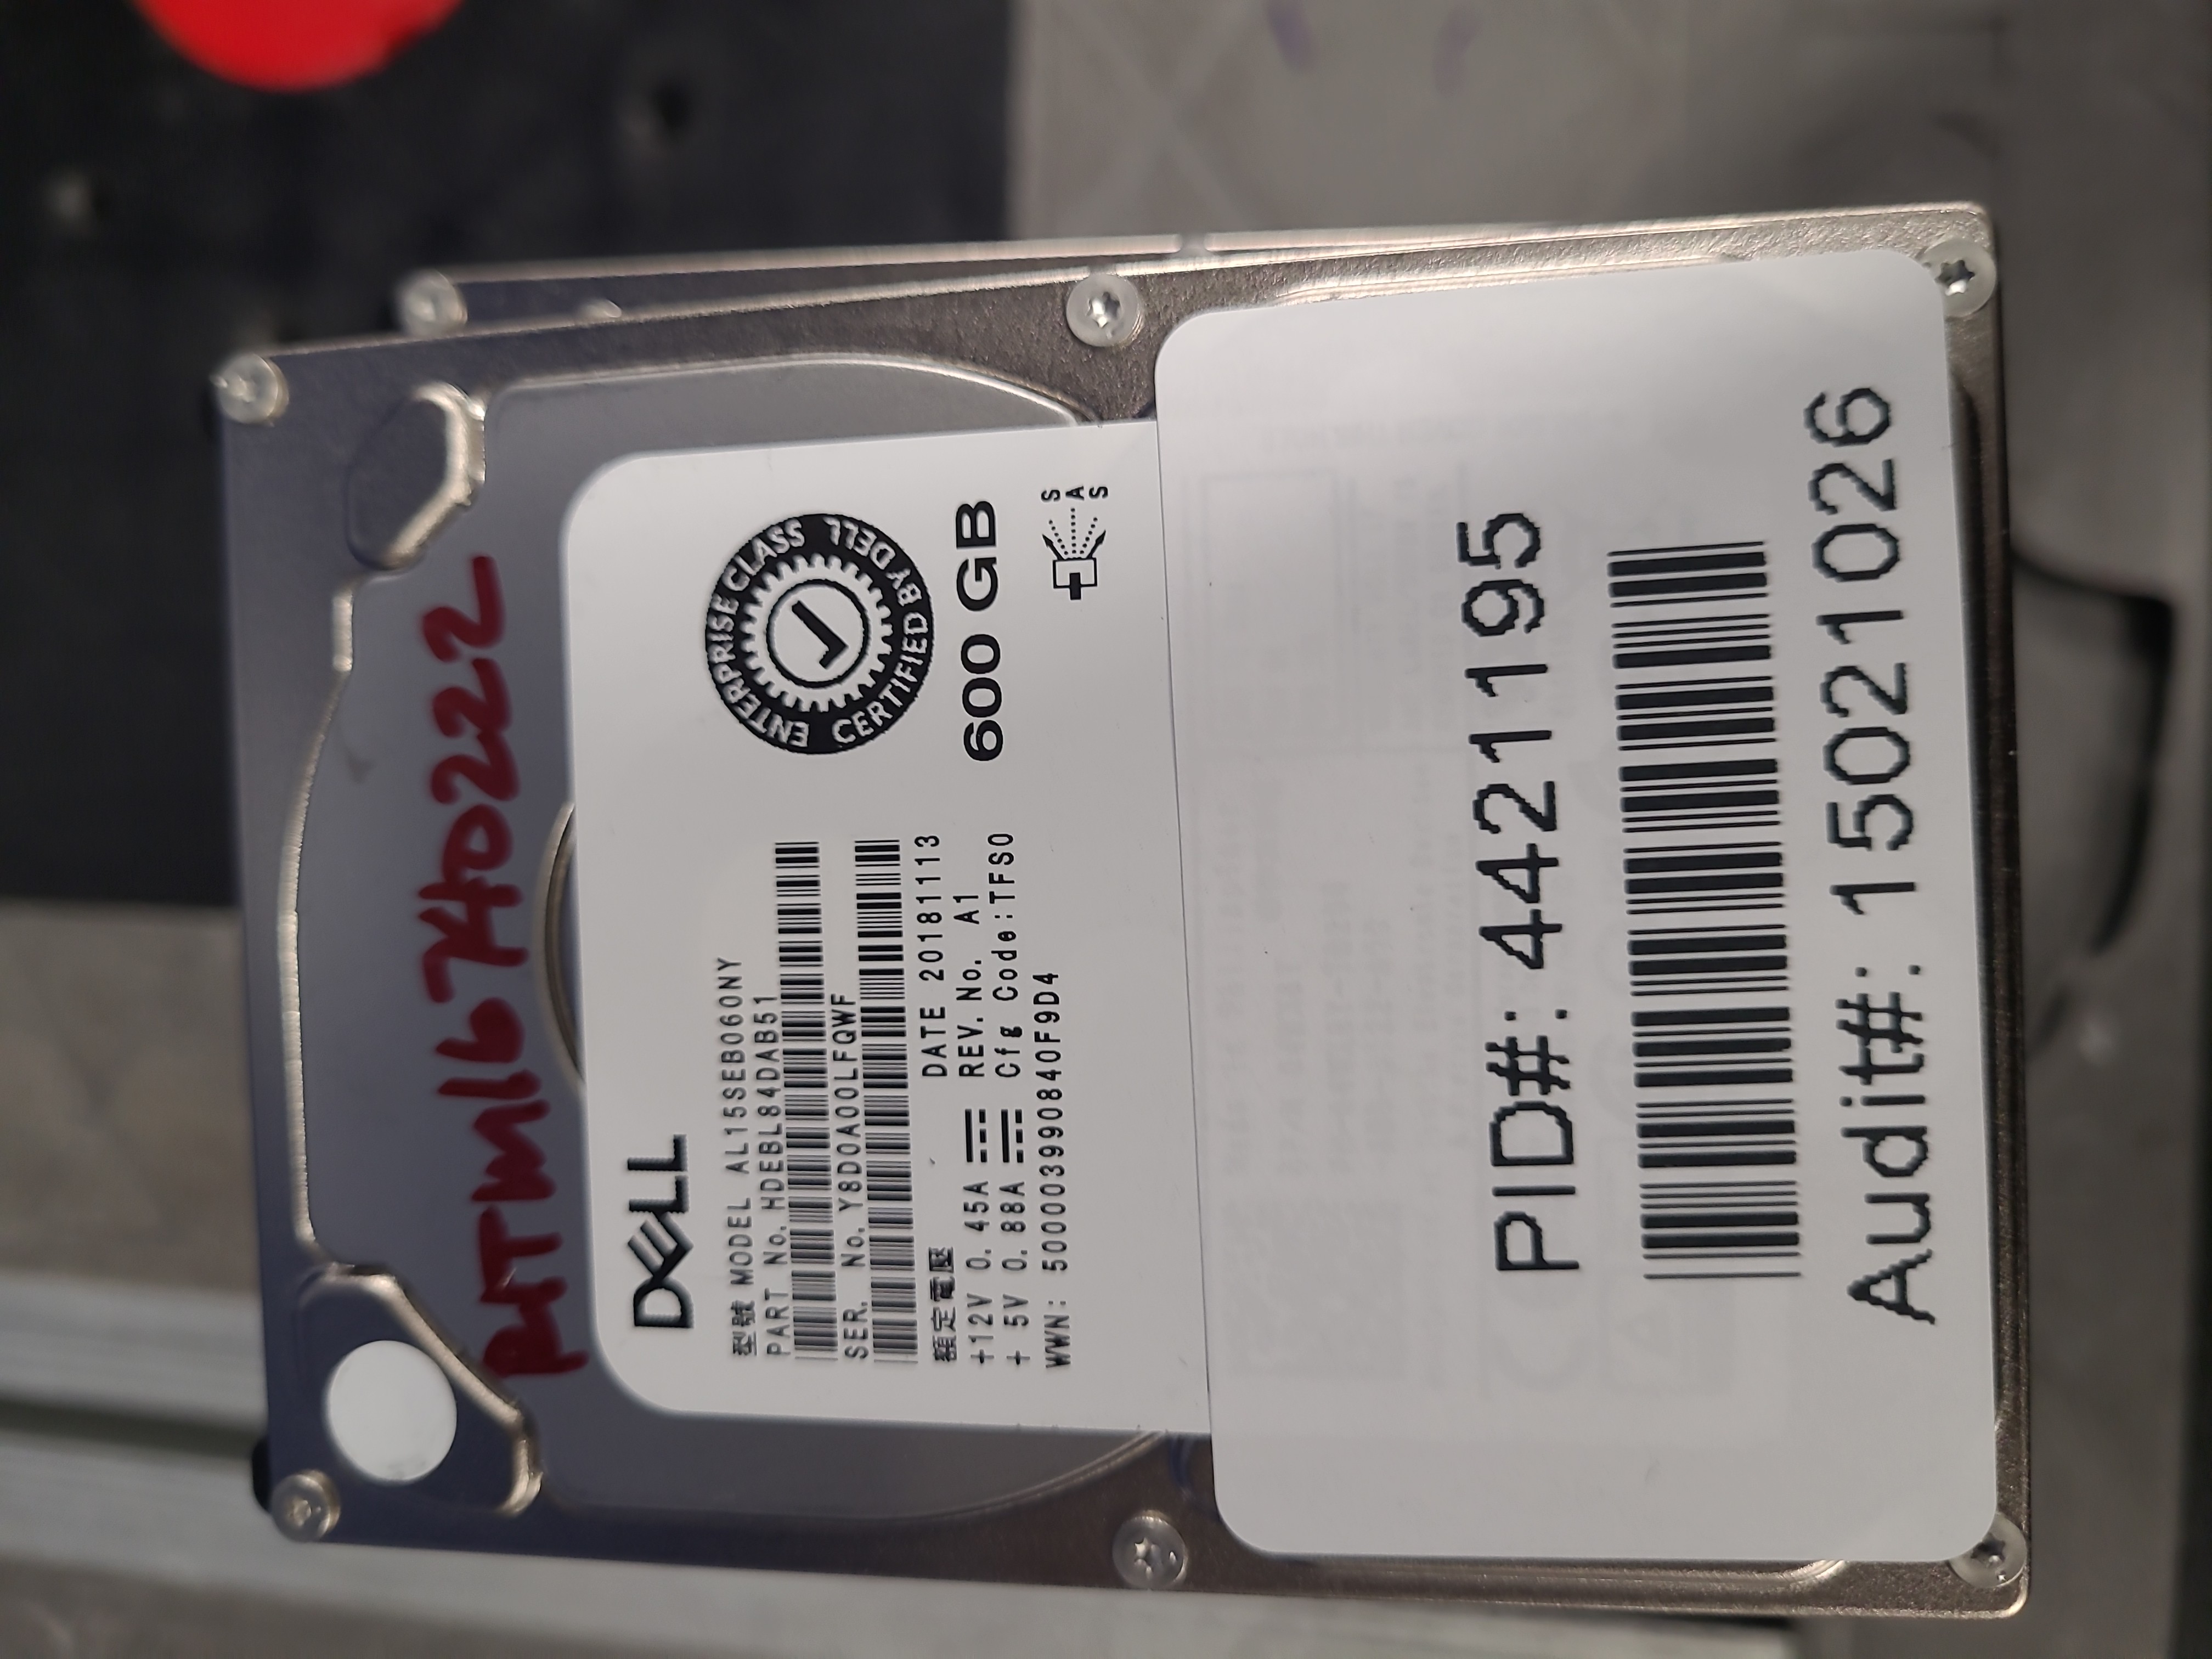 RITM16740222
DELL
型號 MODEL AL15SEB060NY
PART No. HDEBL84DAB51
SER. No. Y8D0A00LFQWF
額定電壓 DATE 20181113
+12V 0.45A REV. No. A1
+ 5V 0.88A Cfg Code:TFS0
WWN: 500003990840F9D4
ENTERPRISE CLASS
CERTIFIED BY DELL
600 GB
SAS
PID#: 4421195
Audit#: 15021026